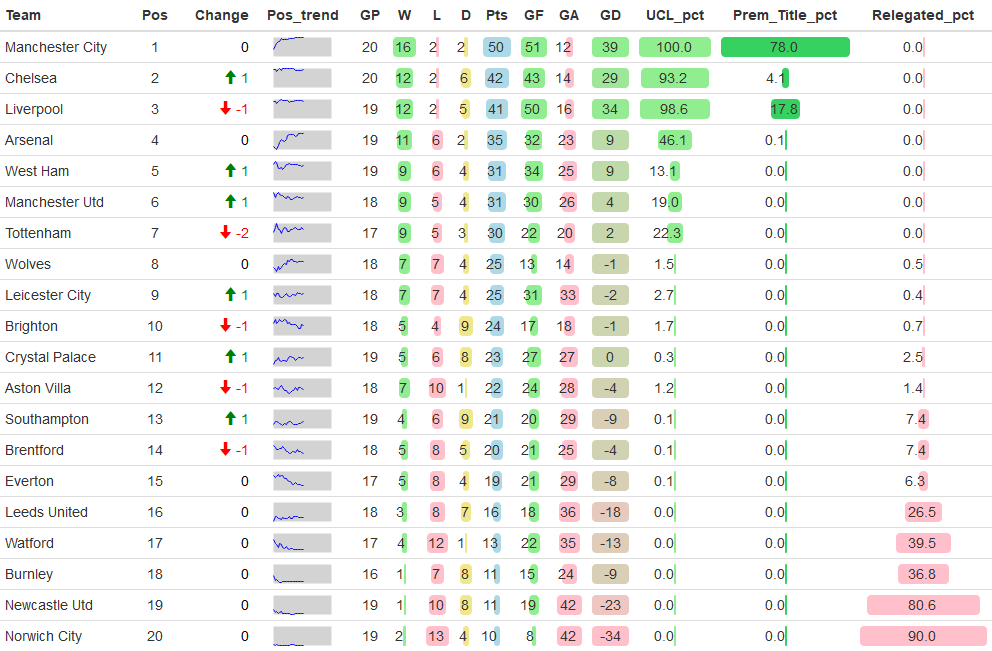 Team Pos Change Pos_trend GP W L D Pts GF GA GD UCL_pct Prem_Title_pct Relegated_pct
Manchester City 1 0 20 16 2 2 50 51 12 39 100.0 78.0 0.0
Chelsea 2 1 20 12 2 6 42 43 14 29 93.2 4.1 0.0
Liverpool 3 -1 19 12 2 5 41 50 16 34 98.6 17.8 0.0
Arsenal 4 0 19 11 6 2 35 32 23 9 46.1 0.1 0.0
West Ham 5 1 19 9 6 4 31 34 25 9 13.1 0.0 0.0
Manchester Utd 6 1 18 9 5 4 31 30 26 4 19.0 0.0 0.0
Tottenham 7 -2 17 9 5 3 30 22 20 2 22.3 0.0 0.0
Wolves 8 0 18 7 7 4 25 13 14 -1 1.5 0.0 0.5
Leicester City 9 1 18 7 7 4 25 31 33 -2 2.7 0.0 0.4
Brighton 10 -1 18 5 4 9 24 17 18 -1 1.7 0.0 0.7
Crystal Palace 11 1 19 5 6 8 23 27 27 0 0.3 0.0 2.5
Aston Villa 12 -1 18 7 10 1 22 24 28 -4 1.2 0.0 1.4
Southampton 13 1 19 4 6 9 21 20 29 -9 0.1 0.0 7.4
Brentford 14 -1 18 5 8 5 20 21 25 -4 0.1 0.0 7.4
Everton 15 0 17 5 8 4 19 21 29 -8 0.1 0.0 6.3
Leeds United 16 0 18 3 8 7 16 18 36 -18 0.0 0.0 26.5
Watford 17 0 17 4 12 1 13 22 35 -13 0.0 0.0 39.5
Burnley 18 0 16 1 7 8 11 15 24 -9 0.0 0.0 36.8
Newcastle Utd 19 0 19 1 10 8 11 19 42 -23 0.0 0.0 80.6
Norwich City 20 0 19 2 13 4 10 8 42 -34 0.0 0.0 90.0